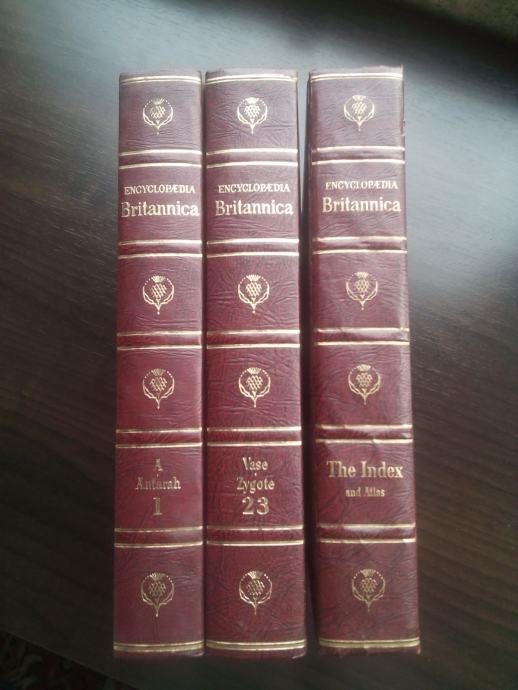 ENCYCLOPÆDIA
Britannica
A
Antarah
1
ENCYCLOPÆDIA
Britannica
Vase
Zygote
23
ENCYCLOPÆDIA
Britannica
The Index
and Atlas